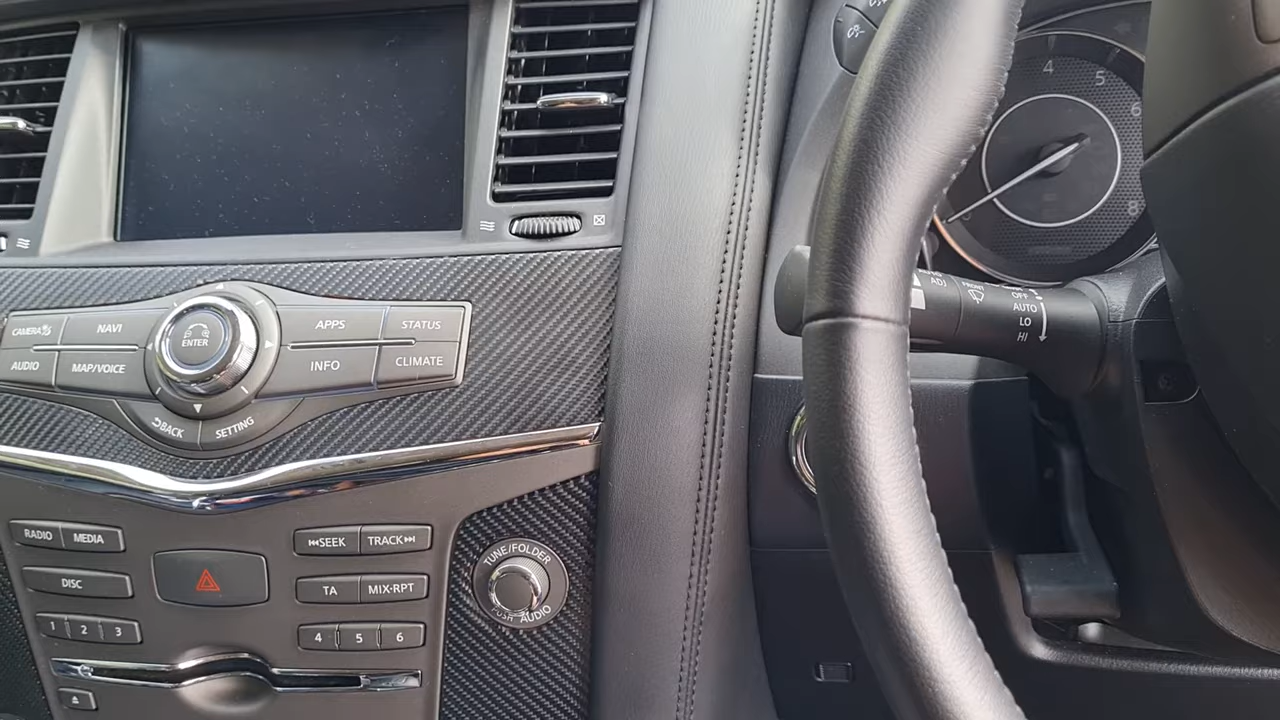 4
5
6
8
CAMERA
NAVI
AUDIO
MAP/VOICE
ENTER
BACK
SETTING
APPS
STATUS
INFO
CLIMATE
ADJ
FRONT
OFF
AUTO
LO
HI
RADIO
MEDIA
DISC
1
2
3
SEEK
TRACK
TA
MIX·RPT
4
5
6
TUNE/FOLDER
PUSH AUDIO